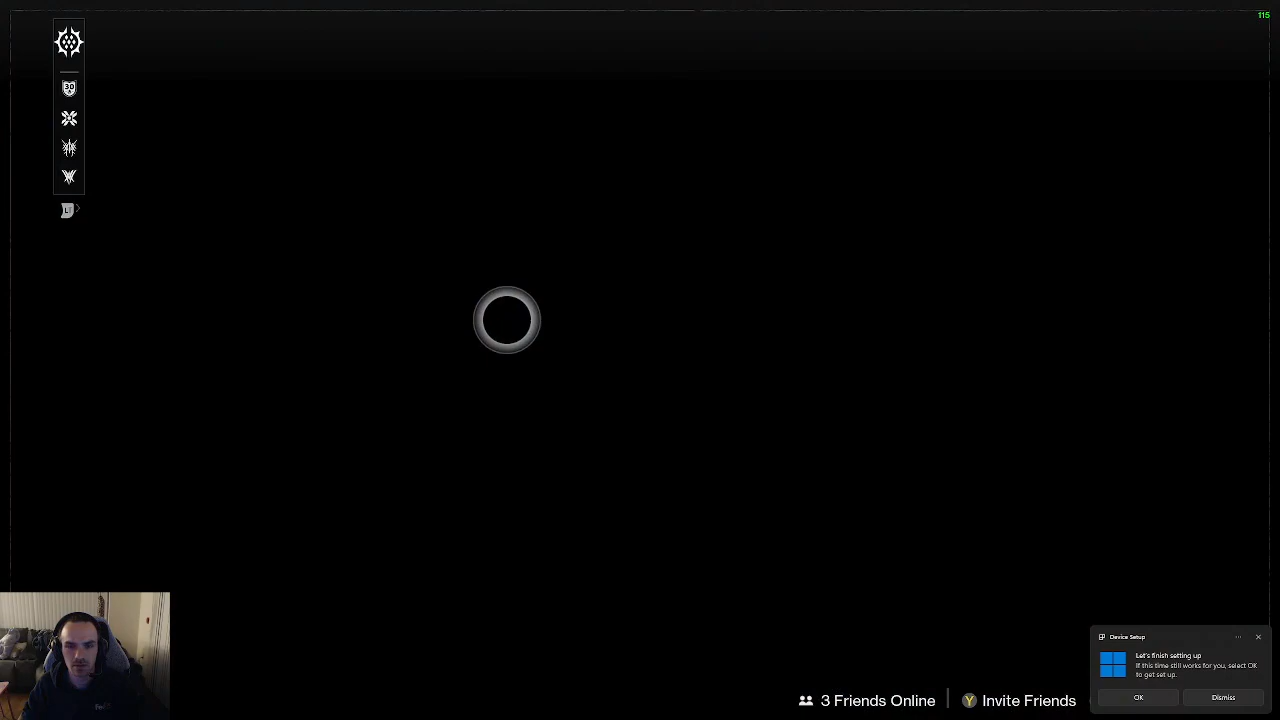 115
30
L
3 Friends Online
Y Invite Friends
Device Setup
Let's finish setting up
If this time still works for you, select OK
to get set up.
OK
Dismiss